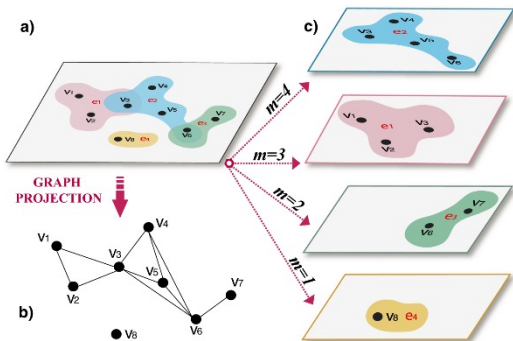 a)
V₁
e₁
V₂
V₃
e₂
V₄
V₅
V₆
e₃
V₇
V₈ e₄
GRAPH
PROJECTION
b)
V₁
V₂
V₃
V₄
V₅
V₆
V₇
V₈
m=4
m=3
m=2
m=1
c)
V₄
V₃
e₂
V₅
V₆
V₁
e₁
V₃
V₂
V₇
e₃
V₆
V₈ e₄